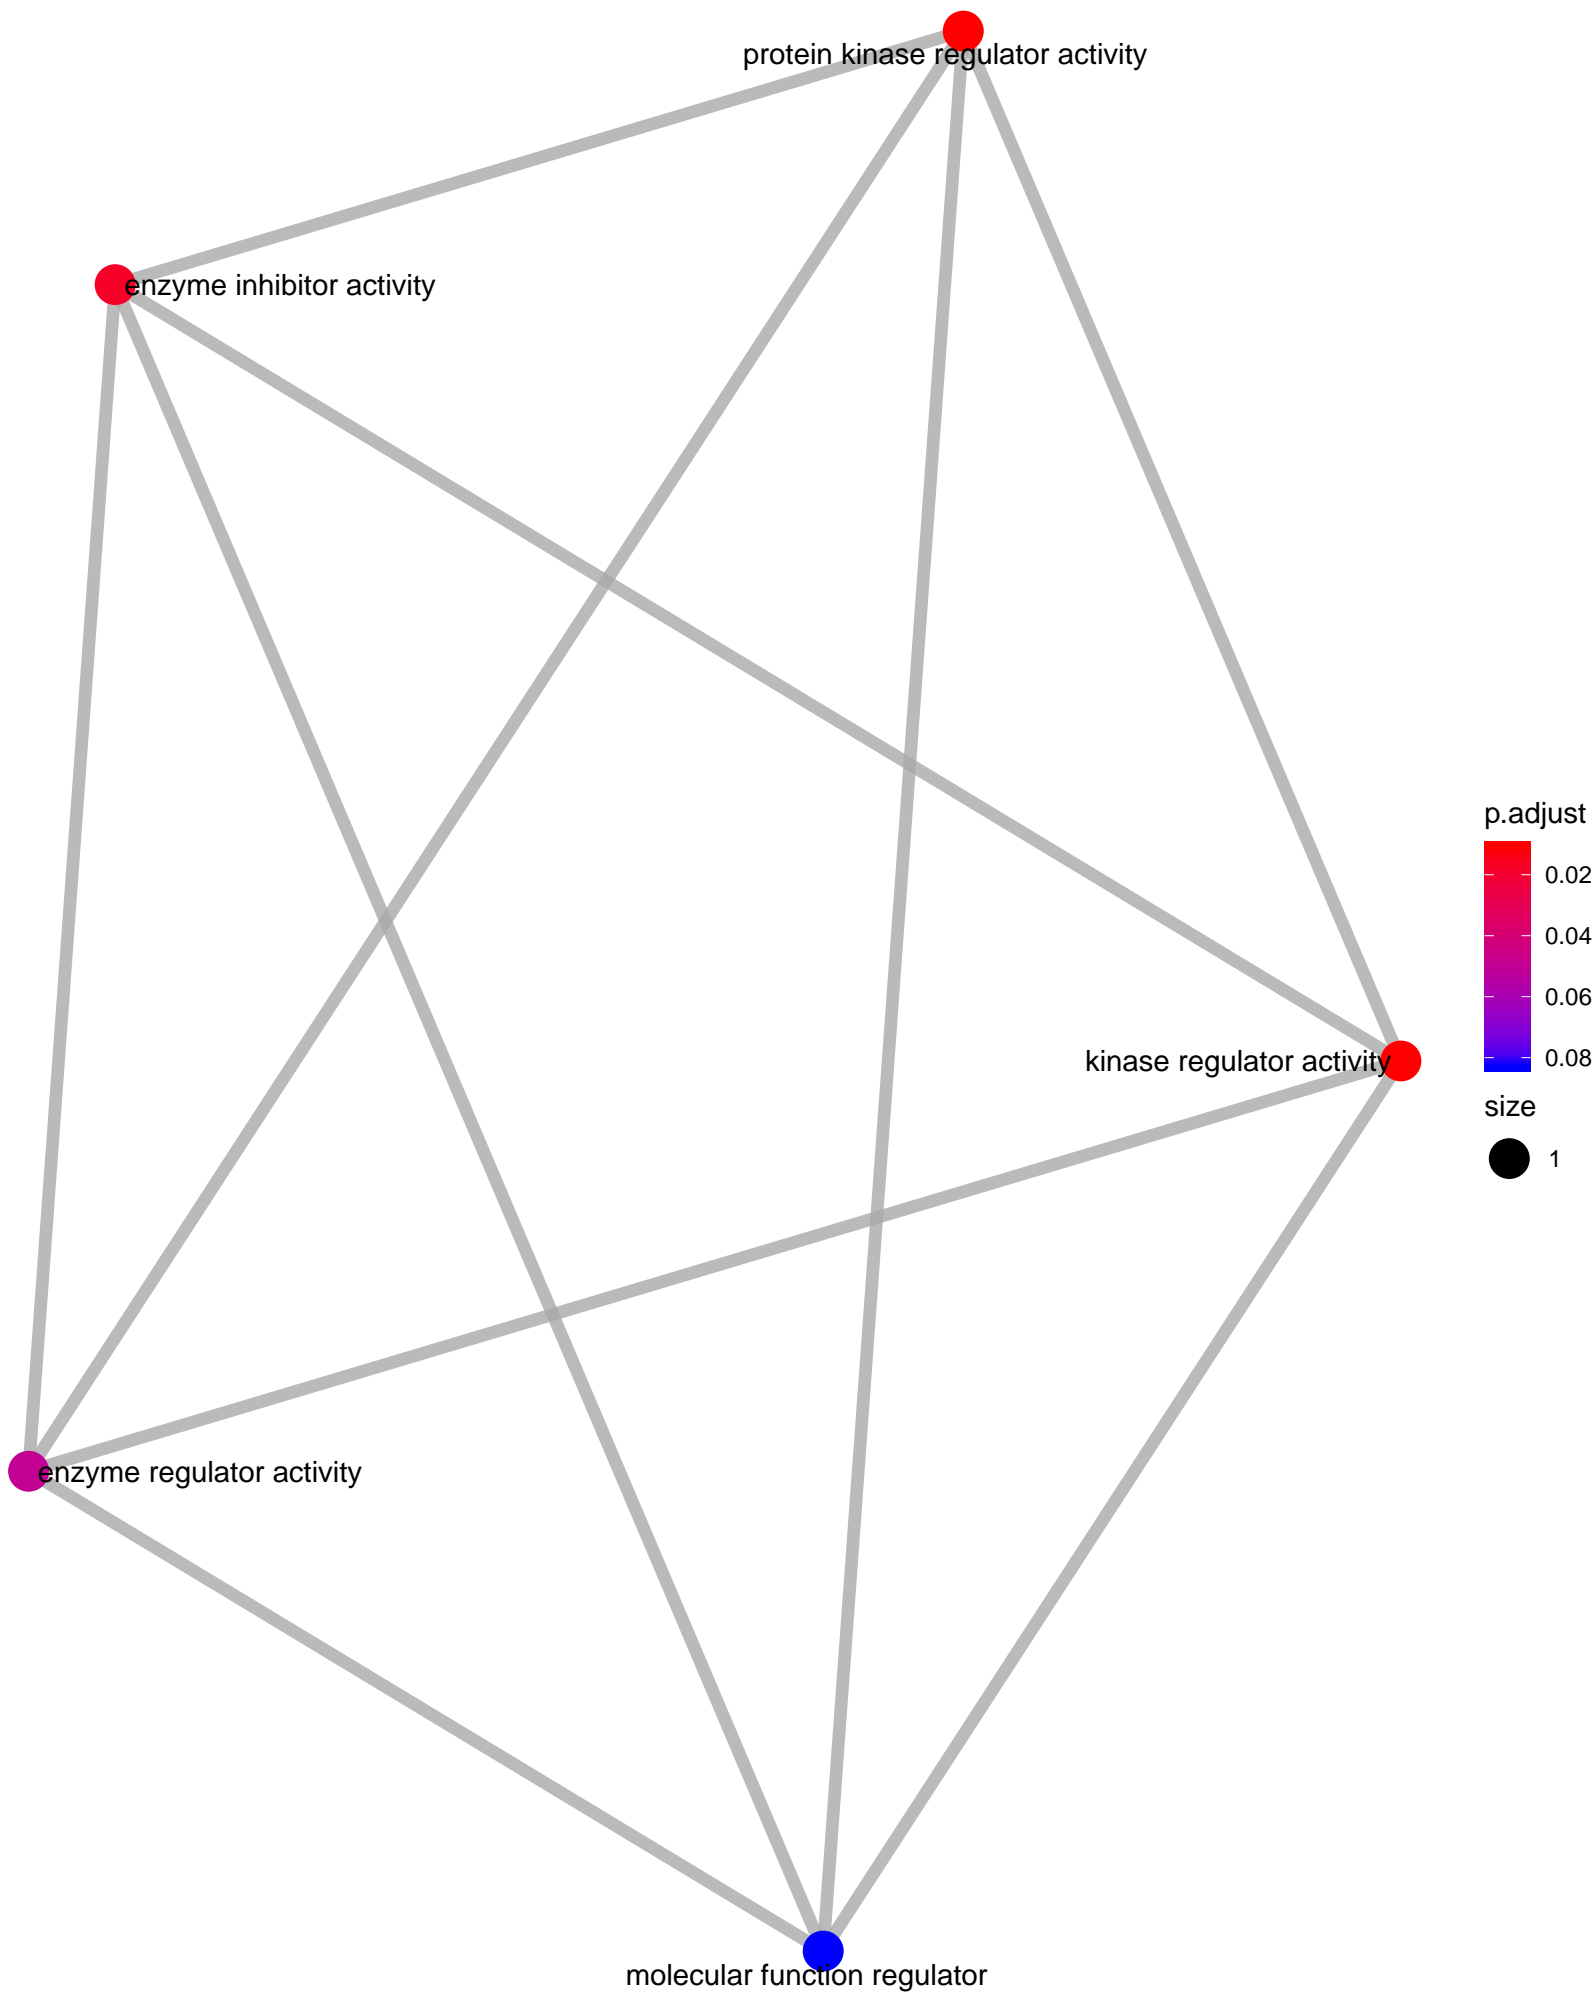 protein kinase regulator activity
enzyme inhibitor activity
p.adjust
0.02
0.04
0.06
0.08
kinase regulator activity
size
1
enzyme regulator activity
molecular function regulator